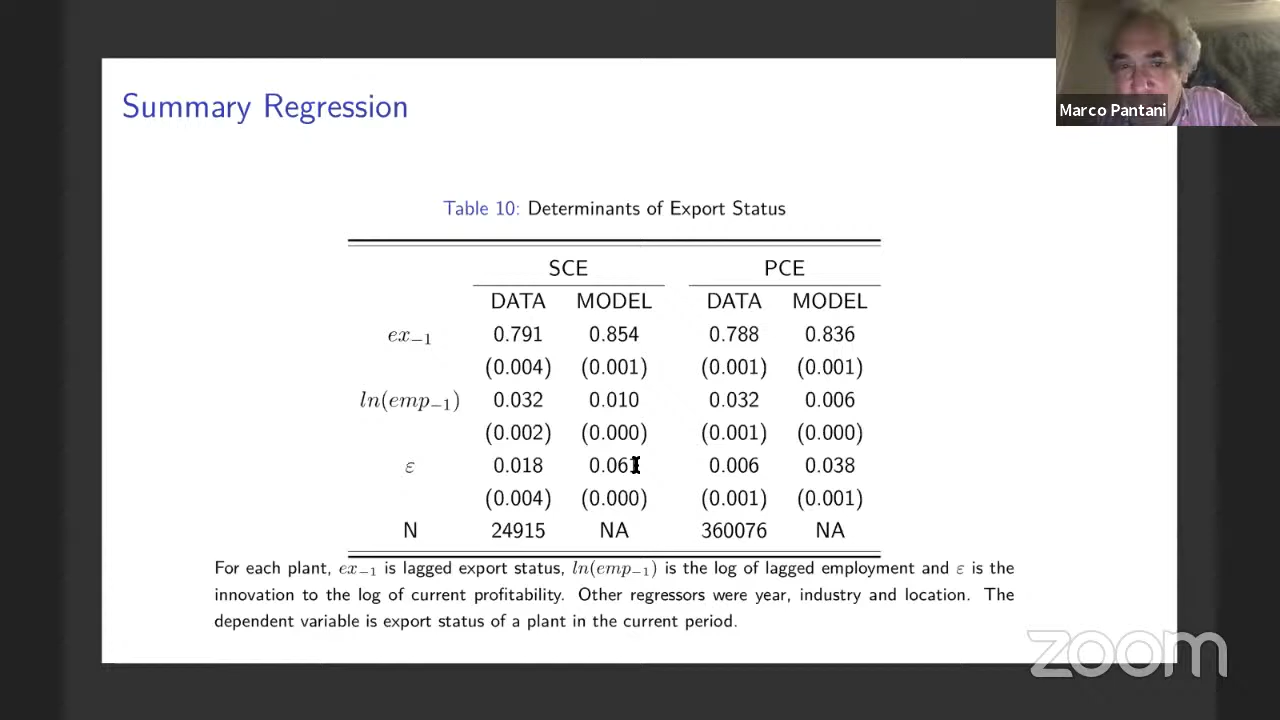 Summary Regression
Marco Pantani
Table 10: Determinants of Export Status
SCE PCE
DATA MODEL DATA MODEL
ex₋₁ 0.791 0.854 0.788 0.836
(0.004) (0.001) (0.001) (0.001)
ln(emp₋₁) 0.032 0.010 0.032 0.006
(0.002) (0.000) (0.001) (0.000)
ε 0.018 0.006 0.038
(0.004) (0.000) (0.001) (0.001)
N 24915 NA 360076 NA
For each plant, ex₋₁ is lagged export status, ln(emp₋₁) is the log of lagged employment and ε is the
innovation to the log of current profitability. Other regressors were year, industry and location. The
dependent variable is export status of a plant in the current period.
zoom